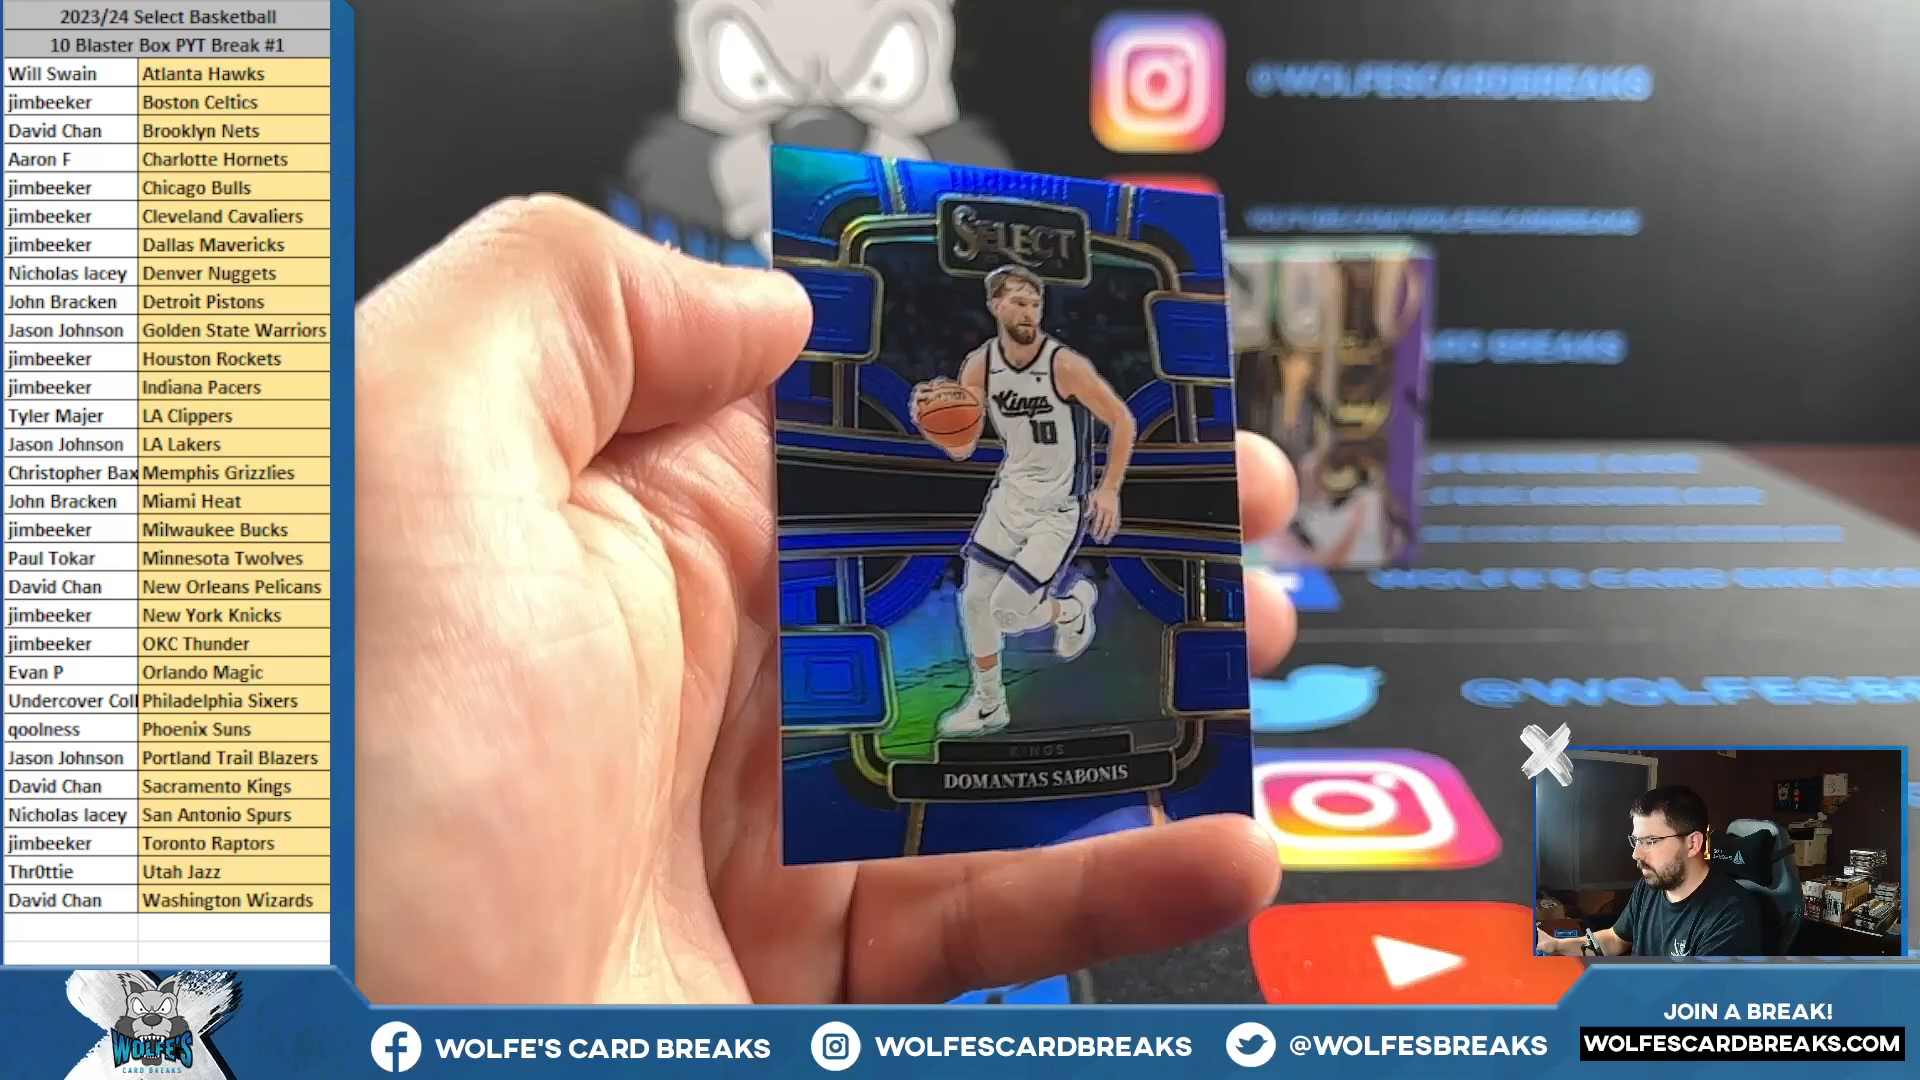 2023/24 Select Basketball
10 Blaster Box PYT Break #1
Will Swain Atlanta Hawks
jimbeeker Boston Celtics
David Chan Brooklyn Nets
Aaron F Charlotte Hornets
jimbeeker Chicago Bulls
jimbeeker Cleveland Cavaliers
jimbeeker Dallas Mavericks
Nicholas lacey Denver Nuggets
John Bracken Detroit Pistons
Jason Johnson Golden State Warriors
jimbeeker Houston Rockets
jimbeeker Indiana Pacers
Tyler Majer LA Clippers
Jason Johnson LA Lakers
Christopher Bax Memphis Grizzlies
John Bracken Miami Heat
jimbeeker Milwaukee Bucks
Paul Tokar Minnesota Twolves
David Chan New Orleans Pelicans
jimbeeker New York Knicks
jimbeeker OKC Thunder
Evan P Orlando Magic
Undercover Coll Philadelphia Sixers
qoolness Phoenix Suns
Jason Johnson Portland Trail Blazers
David Chan Sacramento Kings
Nicholas lacey San Antonio Spurs
jimbeeker Toronto Raptors
Thr0ttie Utah Jazz
David Chan Washington Wizards
@WOLFESCARDBREAKS
SELECT
Kings
10
KINGS
DOMANTAS SABONIS
WOLFE'S
CARD BREAKS
WOLFE'S CARD BREAKS
WOLFESCARDBREAKS
@WOLFESBREAKS
JOIN A BREAK!
WOLFESCARDBREAKS.COM